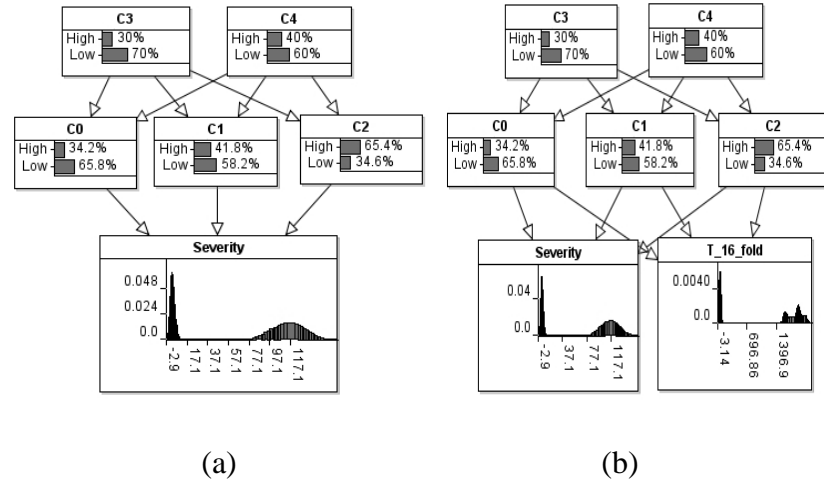 C3
High 30%
Low 70%
C4
High 40%
Low 60%
C0
High 34.2%
Low 65.8%
C1
High 41.8%
Low 58.2%
C2
High 65.4%
Low 34.6%
Severity
0.048
0.024
0.0
-2.9
17.1
37.1
57.1
77.1
97.1
117.1
(a)
C3
High 30%
Low 70%
C4
High 40%
Low 60%
C0
High 34.2%
Low 65.8%
C1
High 41.8%
Low 58.2%
C2
High 65.4%
Low 34.6%
Severity
0.04
0.0
-2.9
37.1
77.1
117.1
T_16_fold
0.0040
0.0
-3.14
696.86
1396.9
(b)